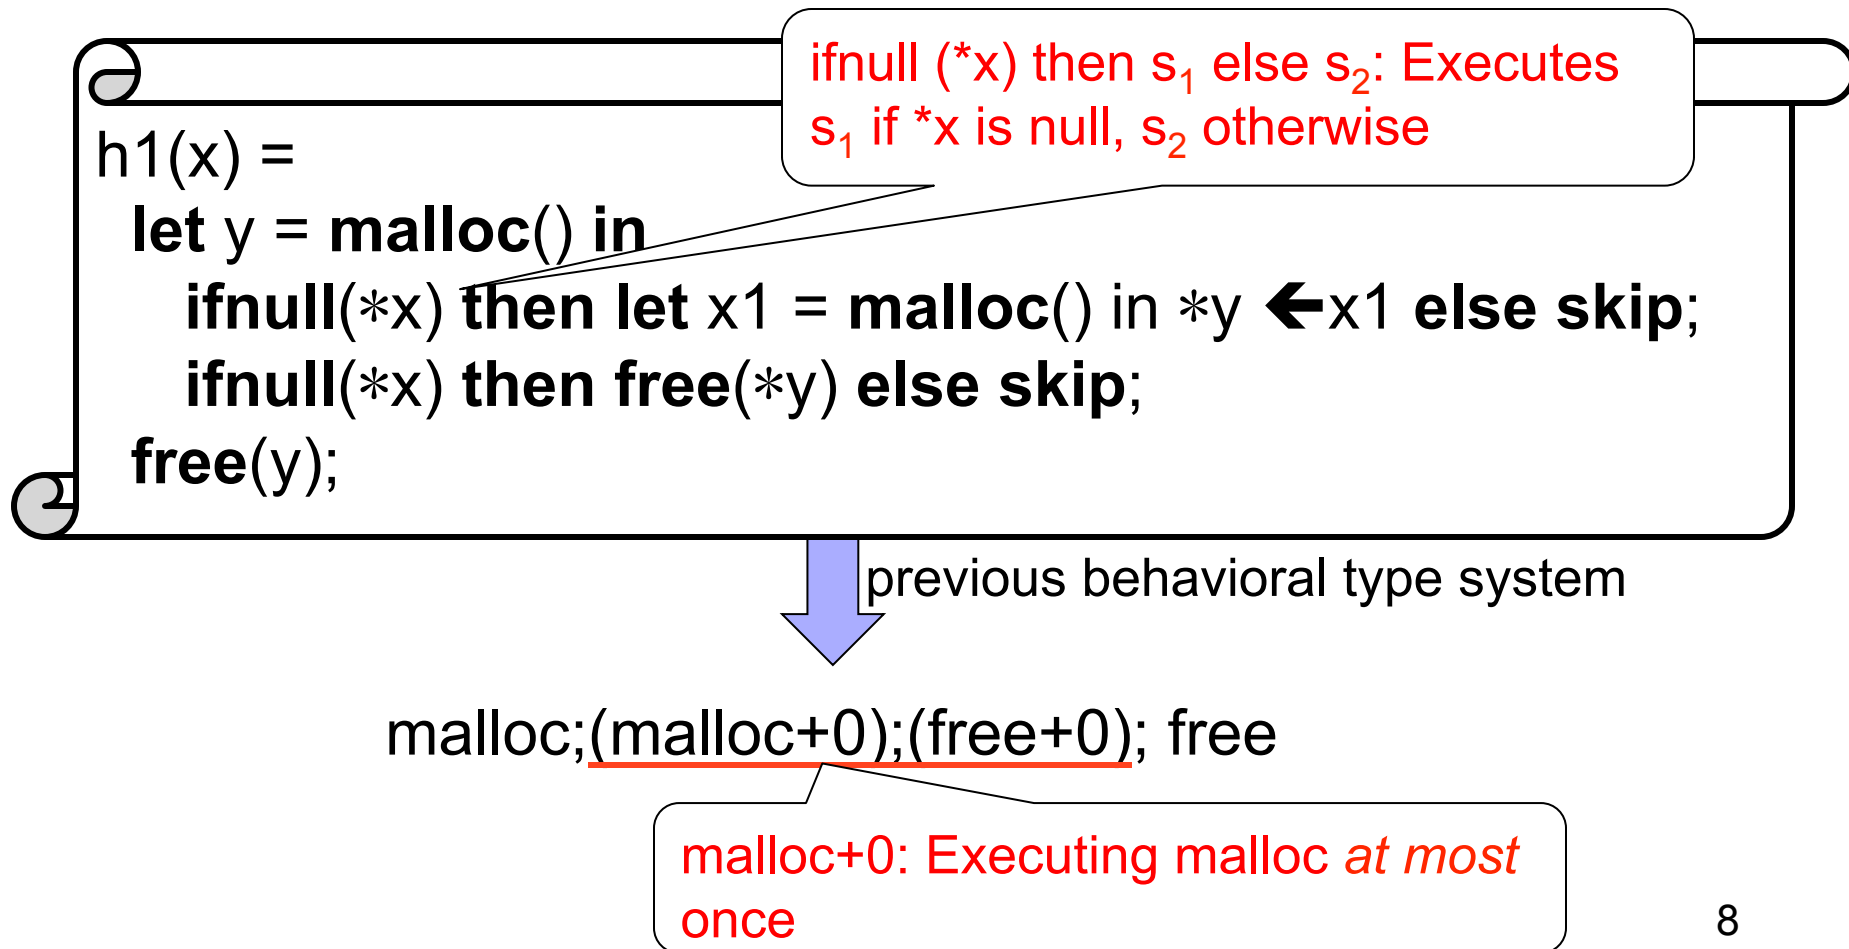 ifnull (*x) then s₁ else s₂: Executes
s₁ if *x is null, s₂ otherwise
h1(x) =
let y = malloc() in
ifnull(*x) then let x1 = malloc() in *y 🡰x1 else skip;
ifnull(*x) then free(*y) else skip;
free(y);
previous behavioral type system
malloc;(malloc+0);(free+0); free
malloc+0: Executing malloc at most
once
8